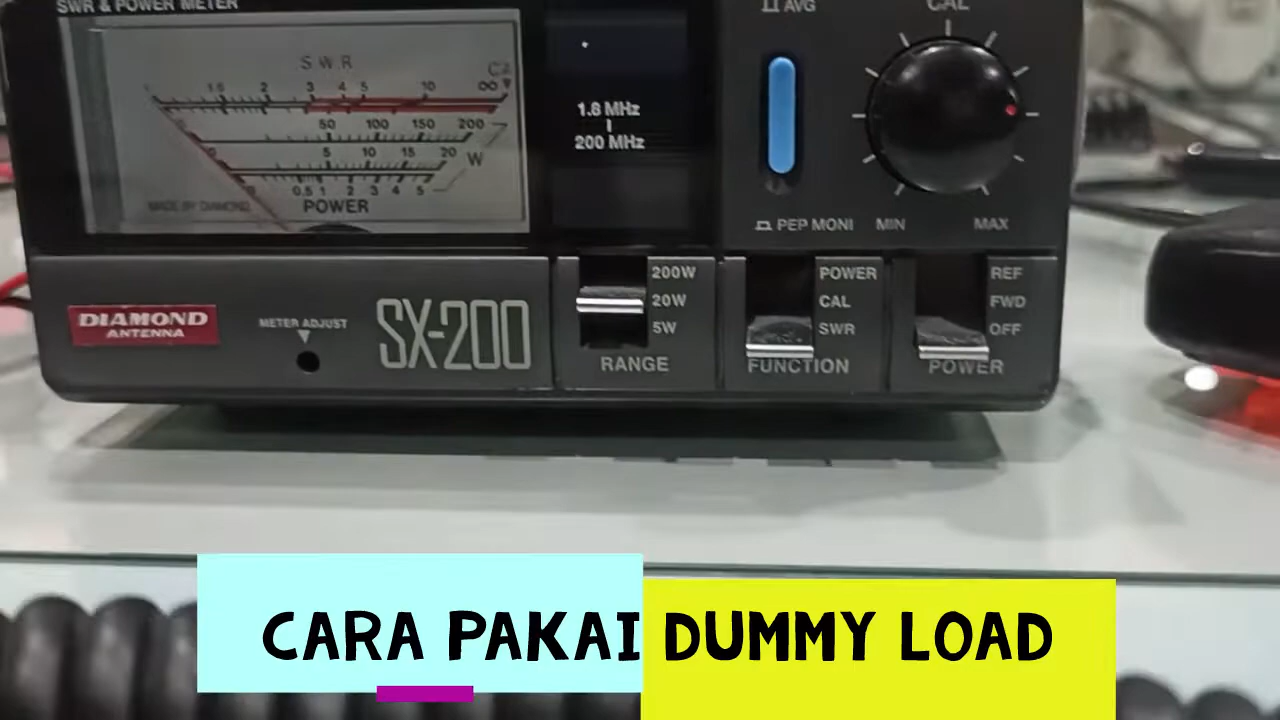 SWR & POWER METER
AVG
CAL
SWR
1.5 2 3 4 5 10 ∞
50 100 150 200
5 10 15 20
W
0.5 1 2 3 4 5
MADE BY DIAMOND
POWER
1.8 MHz
200 MHz
PEP MONI
MIN
MAX
DIAMOND
ANTENNA
METER ADJUST
SX-200
200W
20W
5W
RANGE
POWER
CAL
SWR
FUNCTION
REF
FWD
OFF
POWER
CARA PAKAI DUMMY LOAD